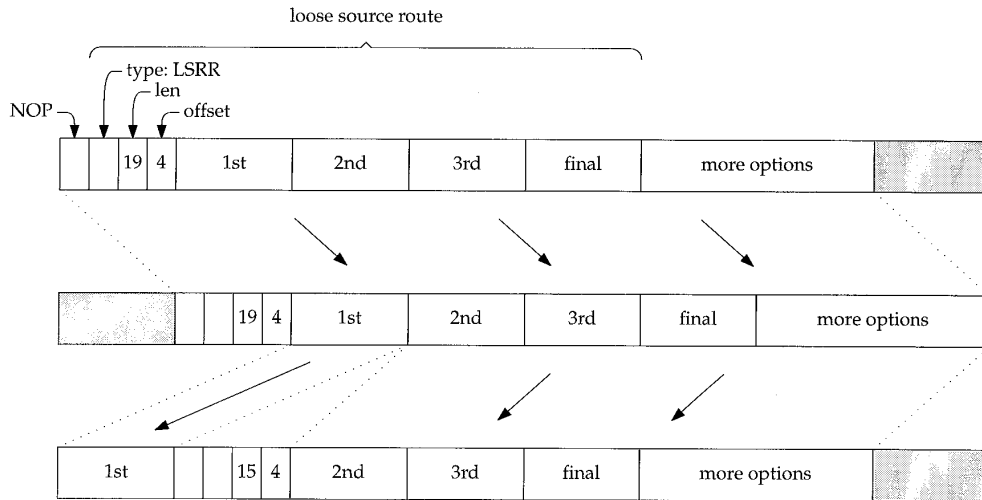 loose source route
type: LSRR
len
NOP
offset
19 4 1st 2nd 3rd final more options
19 4 1st 2nd 3rd final more options
1st 15 4 2nd 3rd final more options